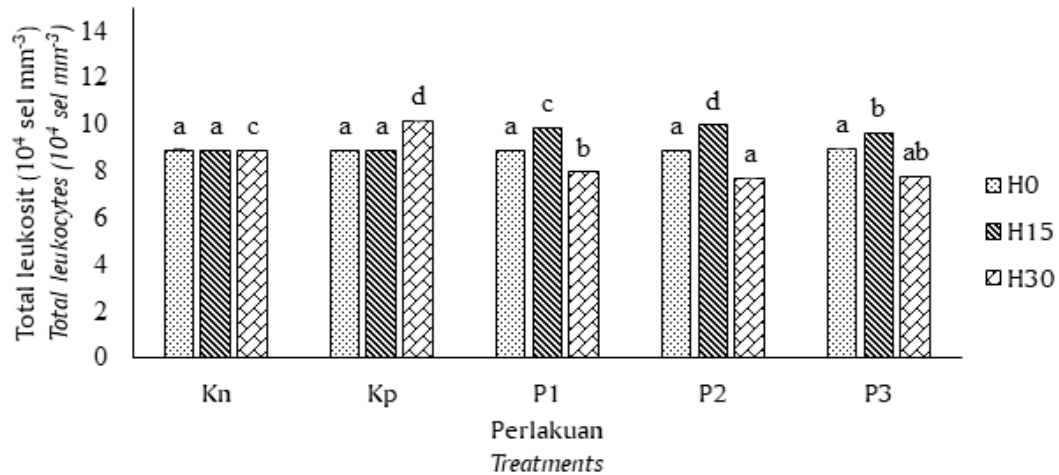 Total leukosit (10⁴ sel mm⁻³)
Total leukocytes (10⁴ sel mm⁻³)
14
12
10
8
6
4
2
0
a a c
a a d
a c b
a d a
a b ab
Kn Kp P1 P2 P3
Perlakuan
Treatments
H0
H15
H30